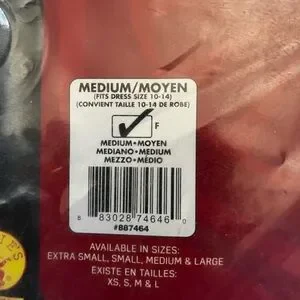 MEDIUM/MOYEN
(FITS DRESS SIZE 10-14)
(CONVIENT TAILLE 10-14 DE ROBE)
F
MEDIUM•MOYEN
MEDIANO•MEDIUM
MEZZO•MÉDIO
8 83028 74646 0
#887464
AVAILABLE IN SIZES:
EXTRA SMALL, SMALL, MEDIUM & LARGE
EXISTE EN TAILLES:
XS, S, M & L